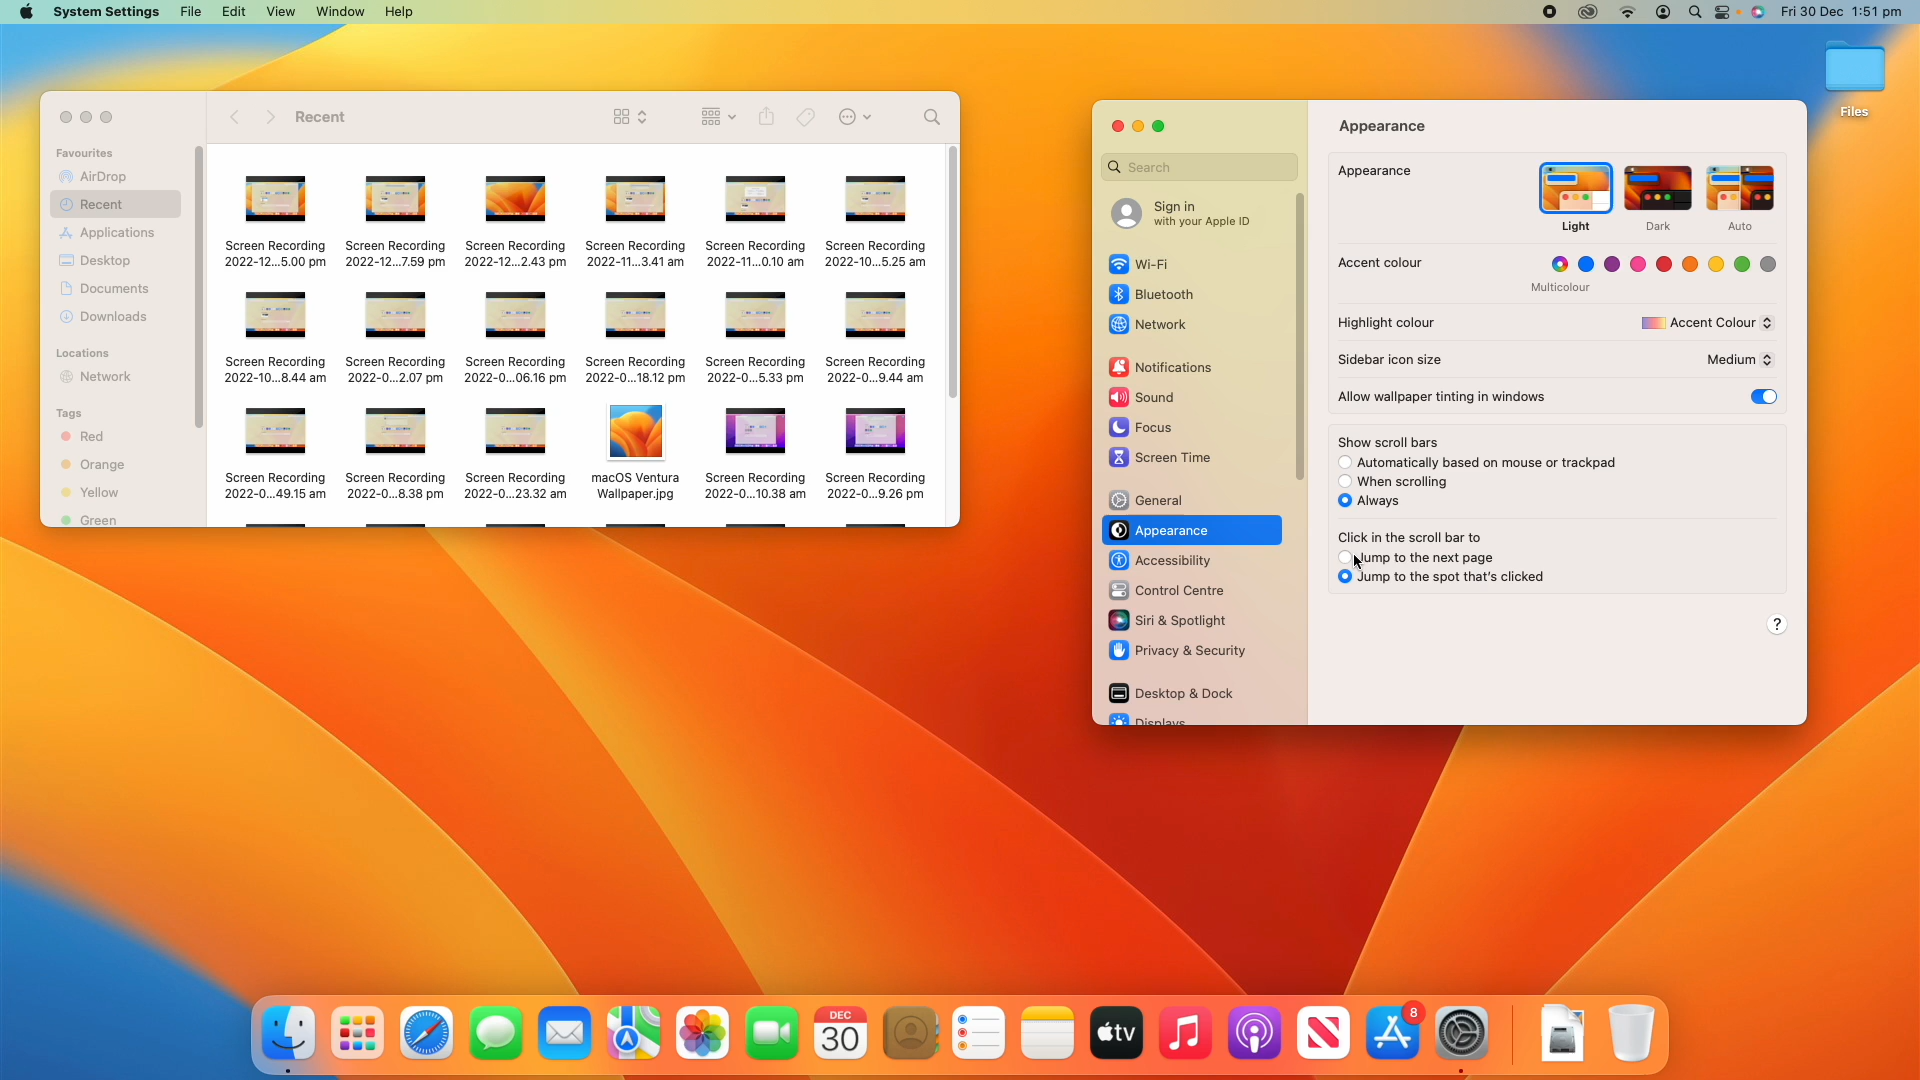 System Settings File Edit View Window Help
Fri 30 Dec 1:51 pm
Files
Recent
Favourites
AirDrop
Recent
Applications
Desktop
Documents
Downloads
Locations
Network
Tags
Red
Orange
Yellow
Green
Screen Recording
2022-12...5.00 pm
Screen Recording
2022-12...7.59 pm
Screen Recording
2022-12...2.43 pm
Screen Recording
2022-11...3.41 am
Screen Recording
2022-11...0.10 am
Screen Recording
2022-10...5.25 am
Screen Recording
2022-10...8.44 am
Screen Recording
2022-0...2.07 pm
Screen Recording
2022-0...06.16 pm
Screen Recording
2022-0...18.12 pm
Screen Recording
2022-0...5.33 pm
Screen Recording
2022-0...9.44 am
Screen Recording
2022-0...49.15 am
Screen Recording
2022-0...8.38 pm
Screen Recording
2022-0...23.32 am
macOS Ventura
Wallpaper.jpg
Screen Recording
2022-0...10.38 am
Screen Recording
2022-0...9.26 pm
Search
Sign in
with your Apple ID
Wi-Fi
Bluetooth
Network
Notifications
Sound
Focus
Screen Time
General
Appearance
Accessibility
Control Centre
Siri & Spotlight
Privacy & Security
Desktop & Dock
Displays
Appearance
Appearance
Light
Dark
Auto
Accent colour
Multicolour
Highlight colour
Accent Colour
Sidebar icon size
Medium
Allow wallpaper tinting in windows
Show scroll bars
Automatically based on mouse or trackpad
When scrolling
Always
Click in the scroll bar to
Jump to the next page
Jump to the spot that's clicked
?
DEC
30
tv
8